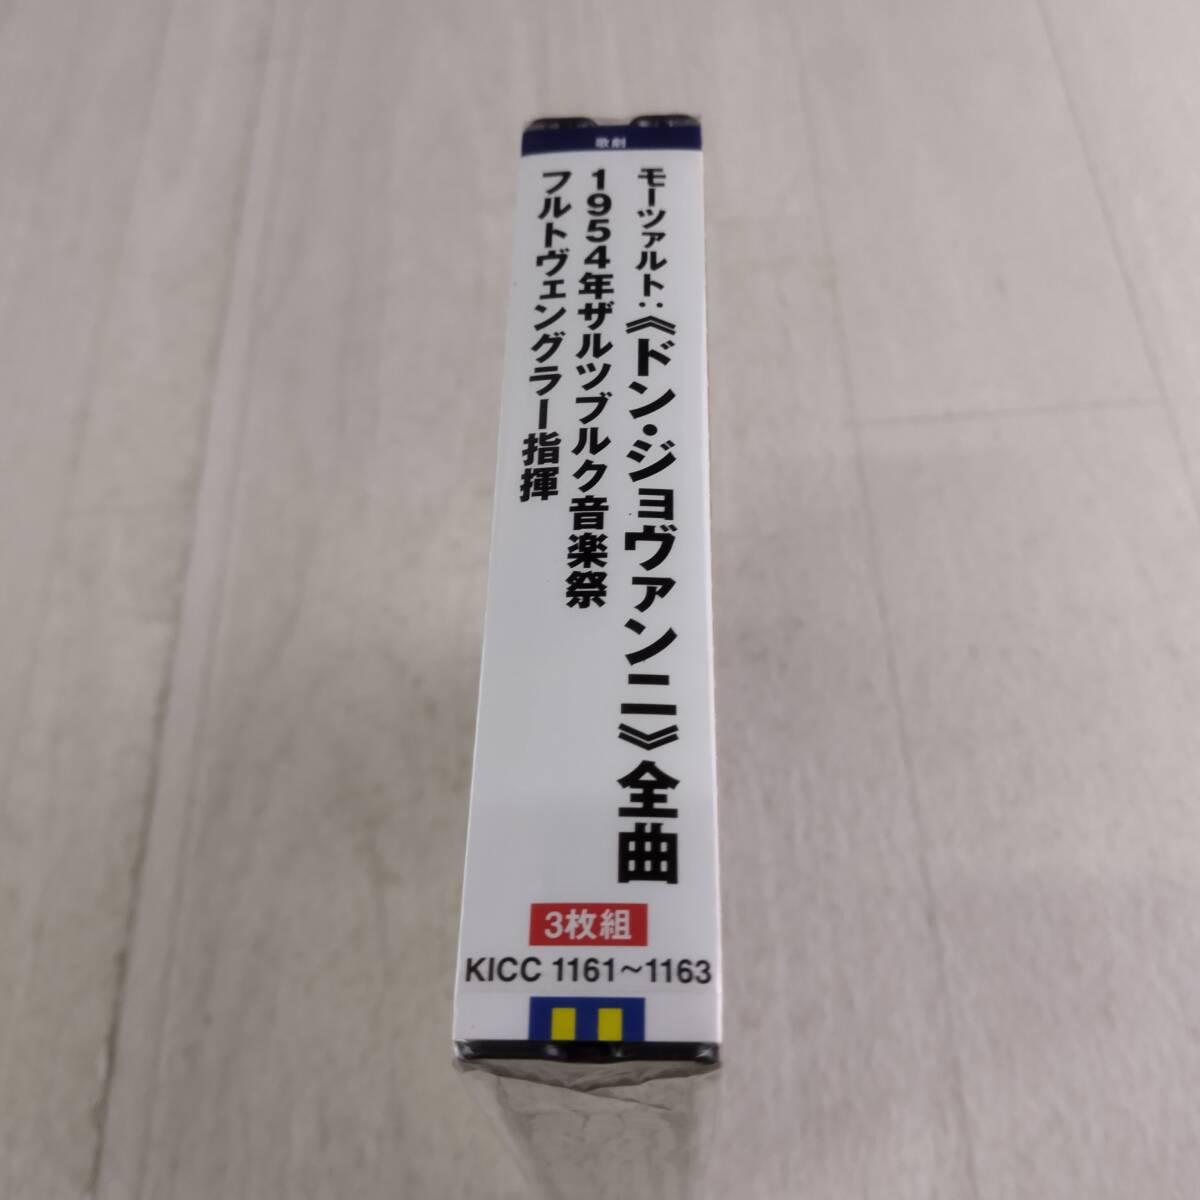 歌劇
モーツァルト:《ドン・ジョヴァンニ》全曲
1954年ザルツブルク音楽祭
フルトヴェングラー指揮
3枚組
KICC 1161～1163